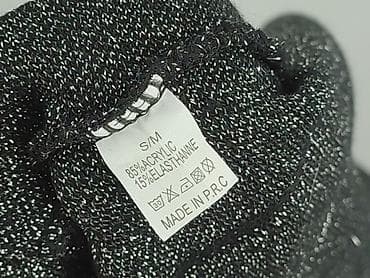 S/M
85%ACRYLIC
15%ELASTHANNE
MADE IN P.R.C